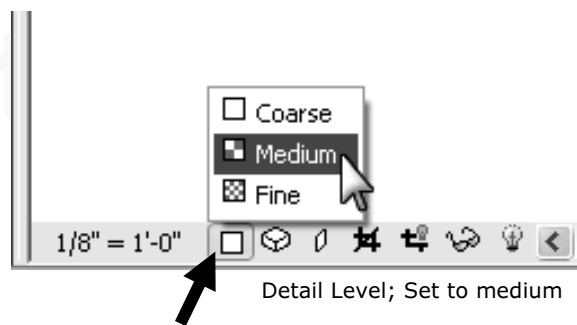 Coarse
Medium
Fine
1/8" = 1'-0"
Detail Level; Set to medium